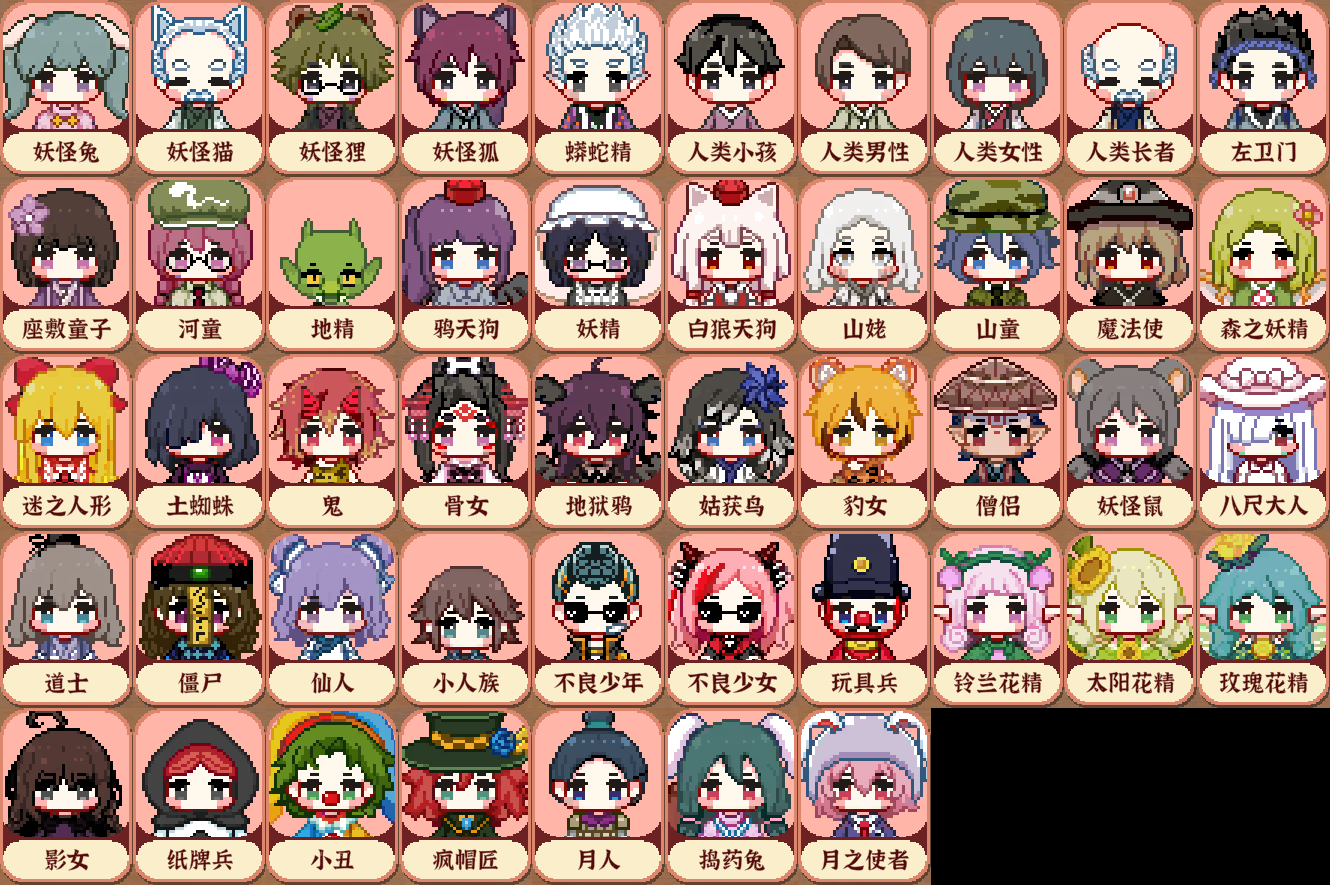 妖怪兔 妖怪猫 妖怪狸 妖怪狐 蟒蛇精 人类小孩 人类男性 人类女性 人类长者 左卫门
座敷童子 河童 地精 鸦天狗 妖精 白狼天狗 山姥 山童 魔法使 森之妖精
迷之人形 土蜘蛛 鬼 骨女 地狱鸦 姑获鸟 豹女 僧侣 妖怪鼠 八尺大人
道士 僵尸 仙人 小人族 不良少年 不良少女 玩具兵 铃兰花精 太阳花精 玫瑰花精
影女 纸牌兵 小丑 疯帽匠 月人 捣药兔 月之使者